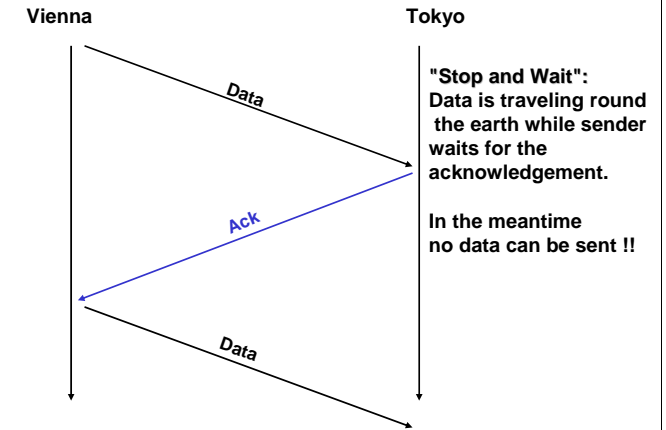 Vienna
Tokyo
Data
"Stop and Wait":
Data is traveling round
the earth while sender
waits for the
acknowledgement.
Ack
In the meantime
no data can be sent !!
Data